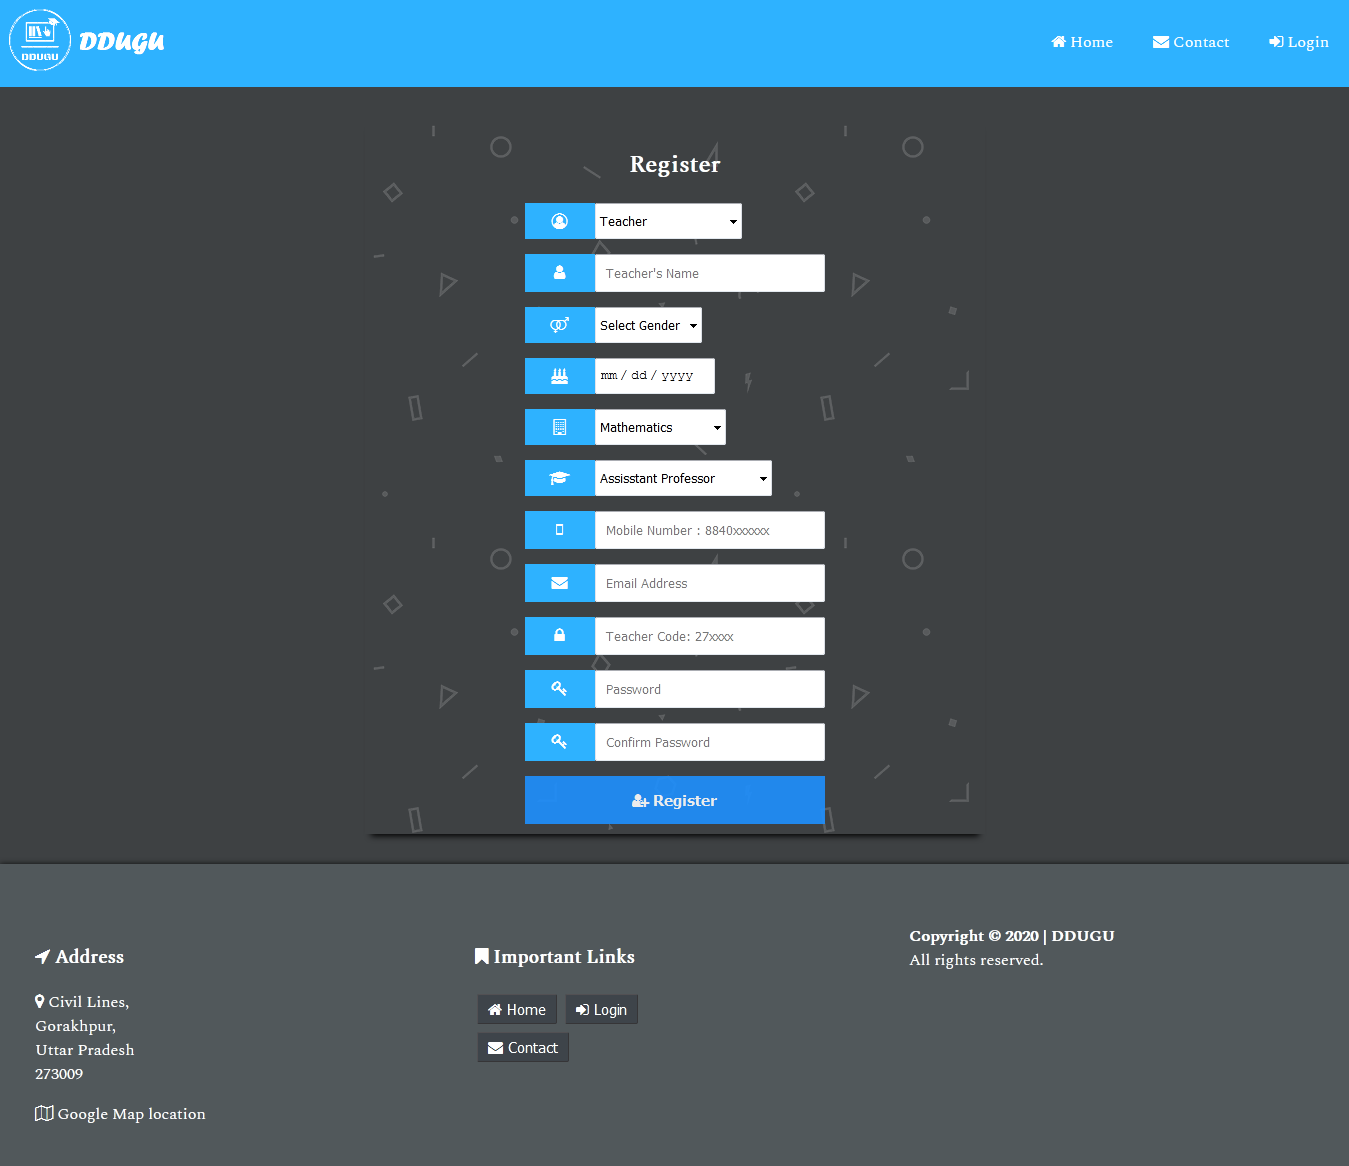 DDUGU
DDUGU
Home
Contact
Login
Register
Teacher
Teacher's Name
Select Gender
mm / dd / yyyy
Mathematics
Assisstant Professor
Mobile Number : 8840xxxxxx
Email Address
Teacher Code: 27xxxx
Password
Confirm Password
Register
Address
Civil Lines,
Gorakhpur,
Uttar Pradesh
273009
Google Map location
Important Links
Home
Login
Contact
Copyright © 2020 | DDUGU
All rights reserved.